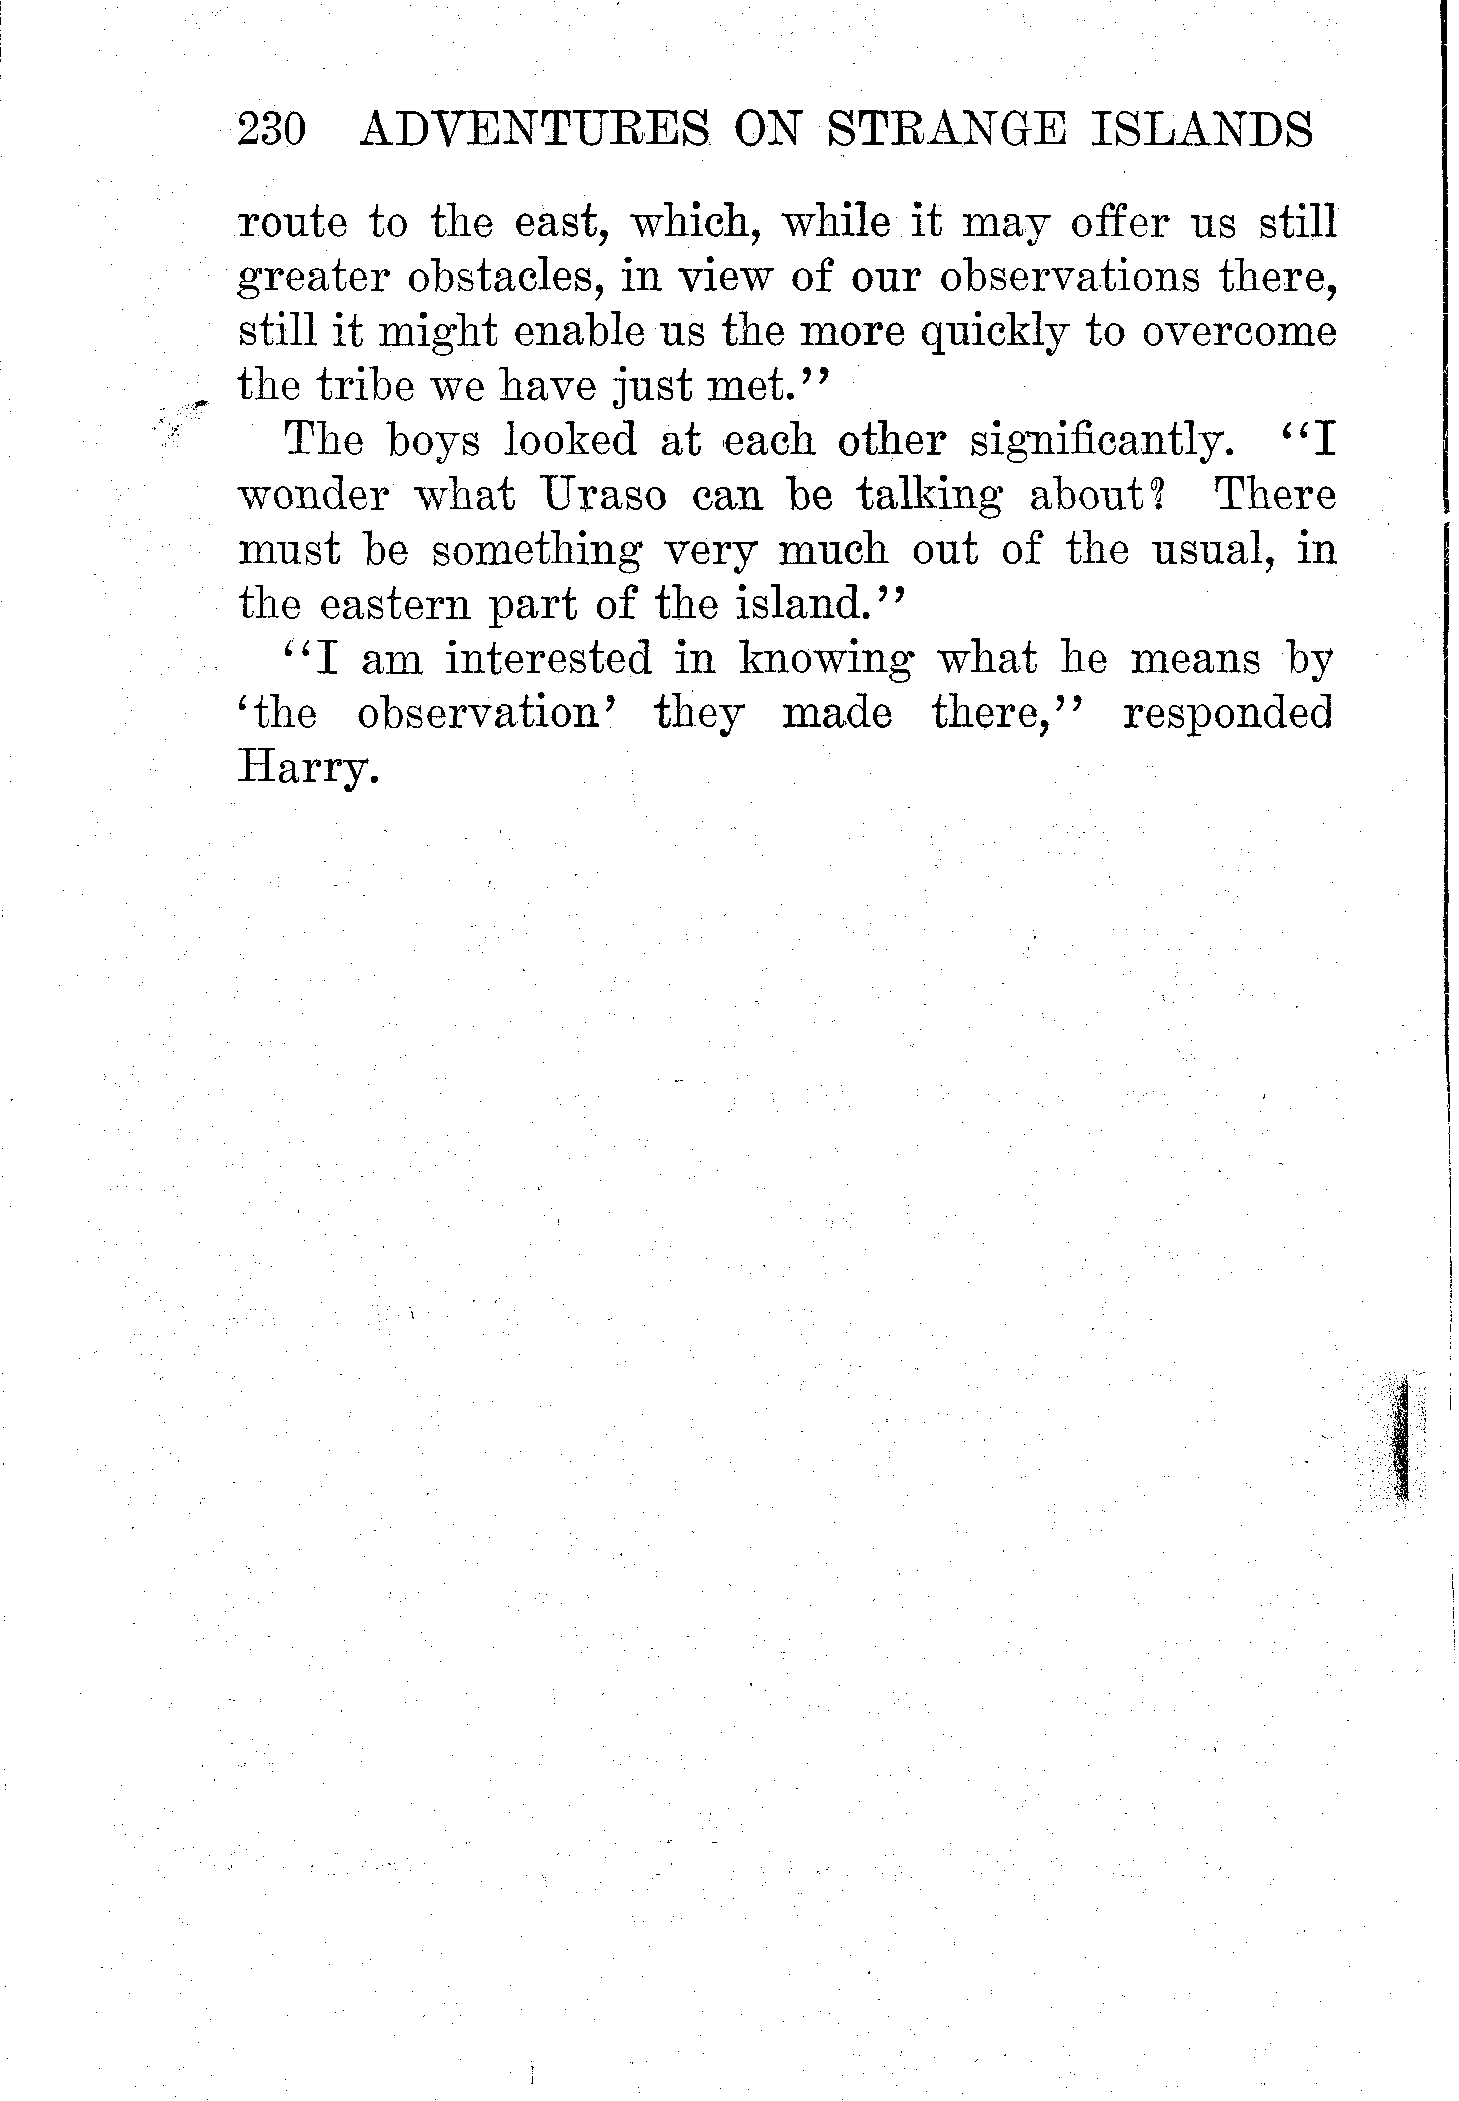 230 ADVENTURES ON STRANGE ISLANDS
route to the east, which, while it may offer us still
greater obstacles, in view of our observations there,
still it might enable us the more quickly to overcome
the tribe we have just met.’’
The boys looked at each other significantly. ‘‘I
wonder what Uraso can be talking about? There
must be something very much out of the usual, in
the eastern part of the island.’’
‘‘I am interested in knowing what he means by
‘the observation’ they made there,’’ responded
Harry.